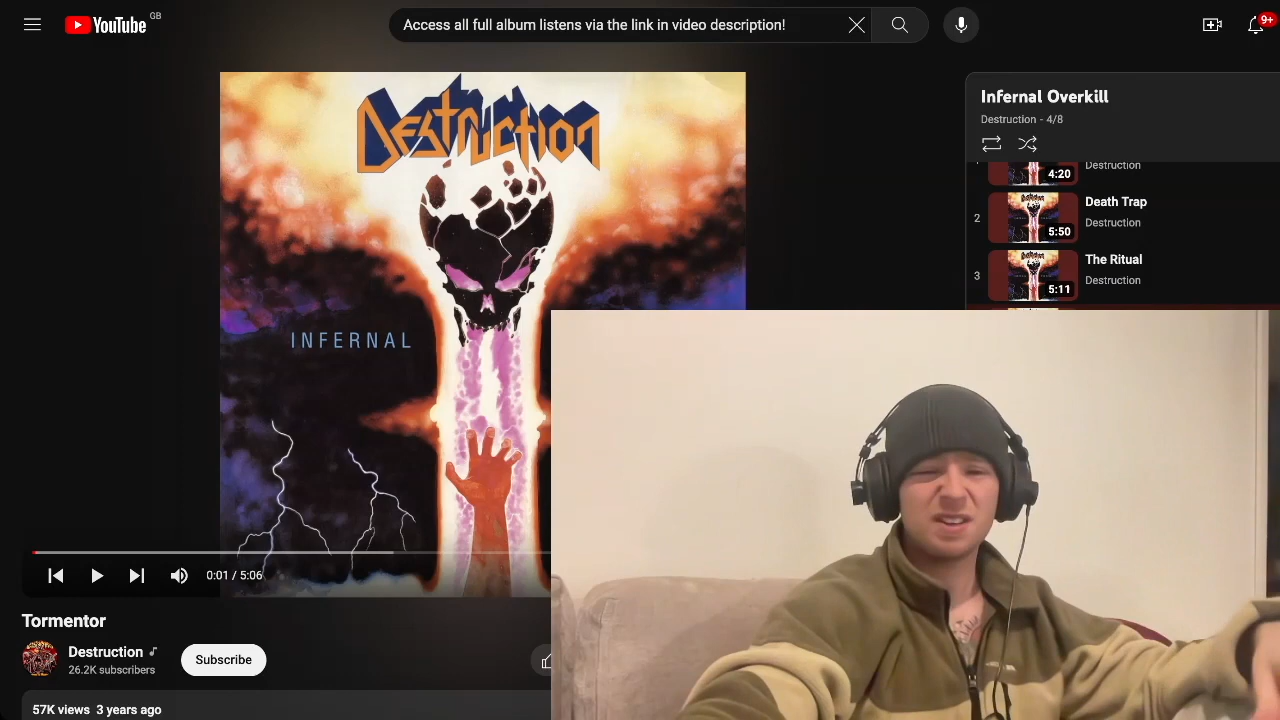 YouTube GB
Access all full album listens via the link in video description!
9+
DESTRUCTION
INFERNAL
Infernal Overkill
Destruction - 4/8
4:20
Destruction
2
5:50
Death Trap
Destruction
3
5:11
The Ritual
Destruction
0:01 / 5:06
Tormentor
Destruction
26.2K subscribers
Subscribe
57K views 3 years ago